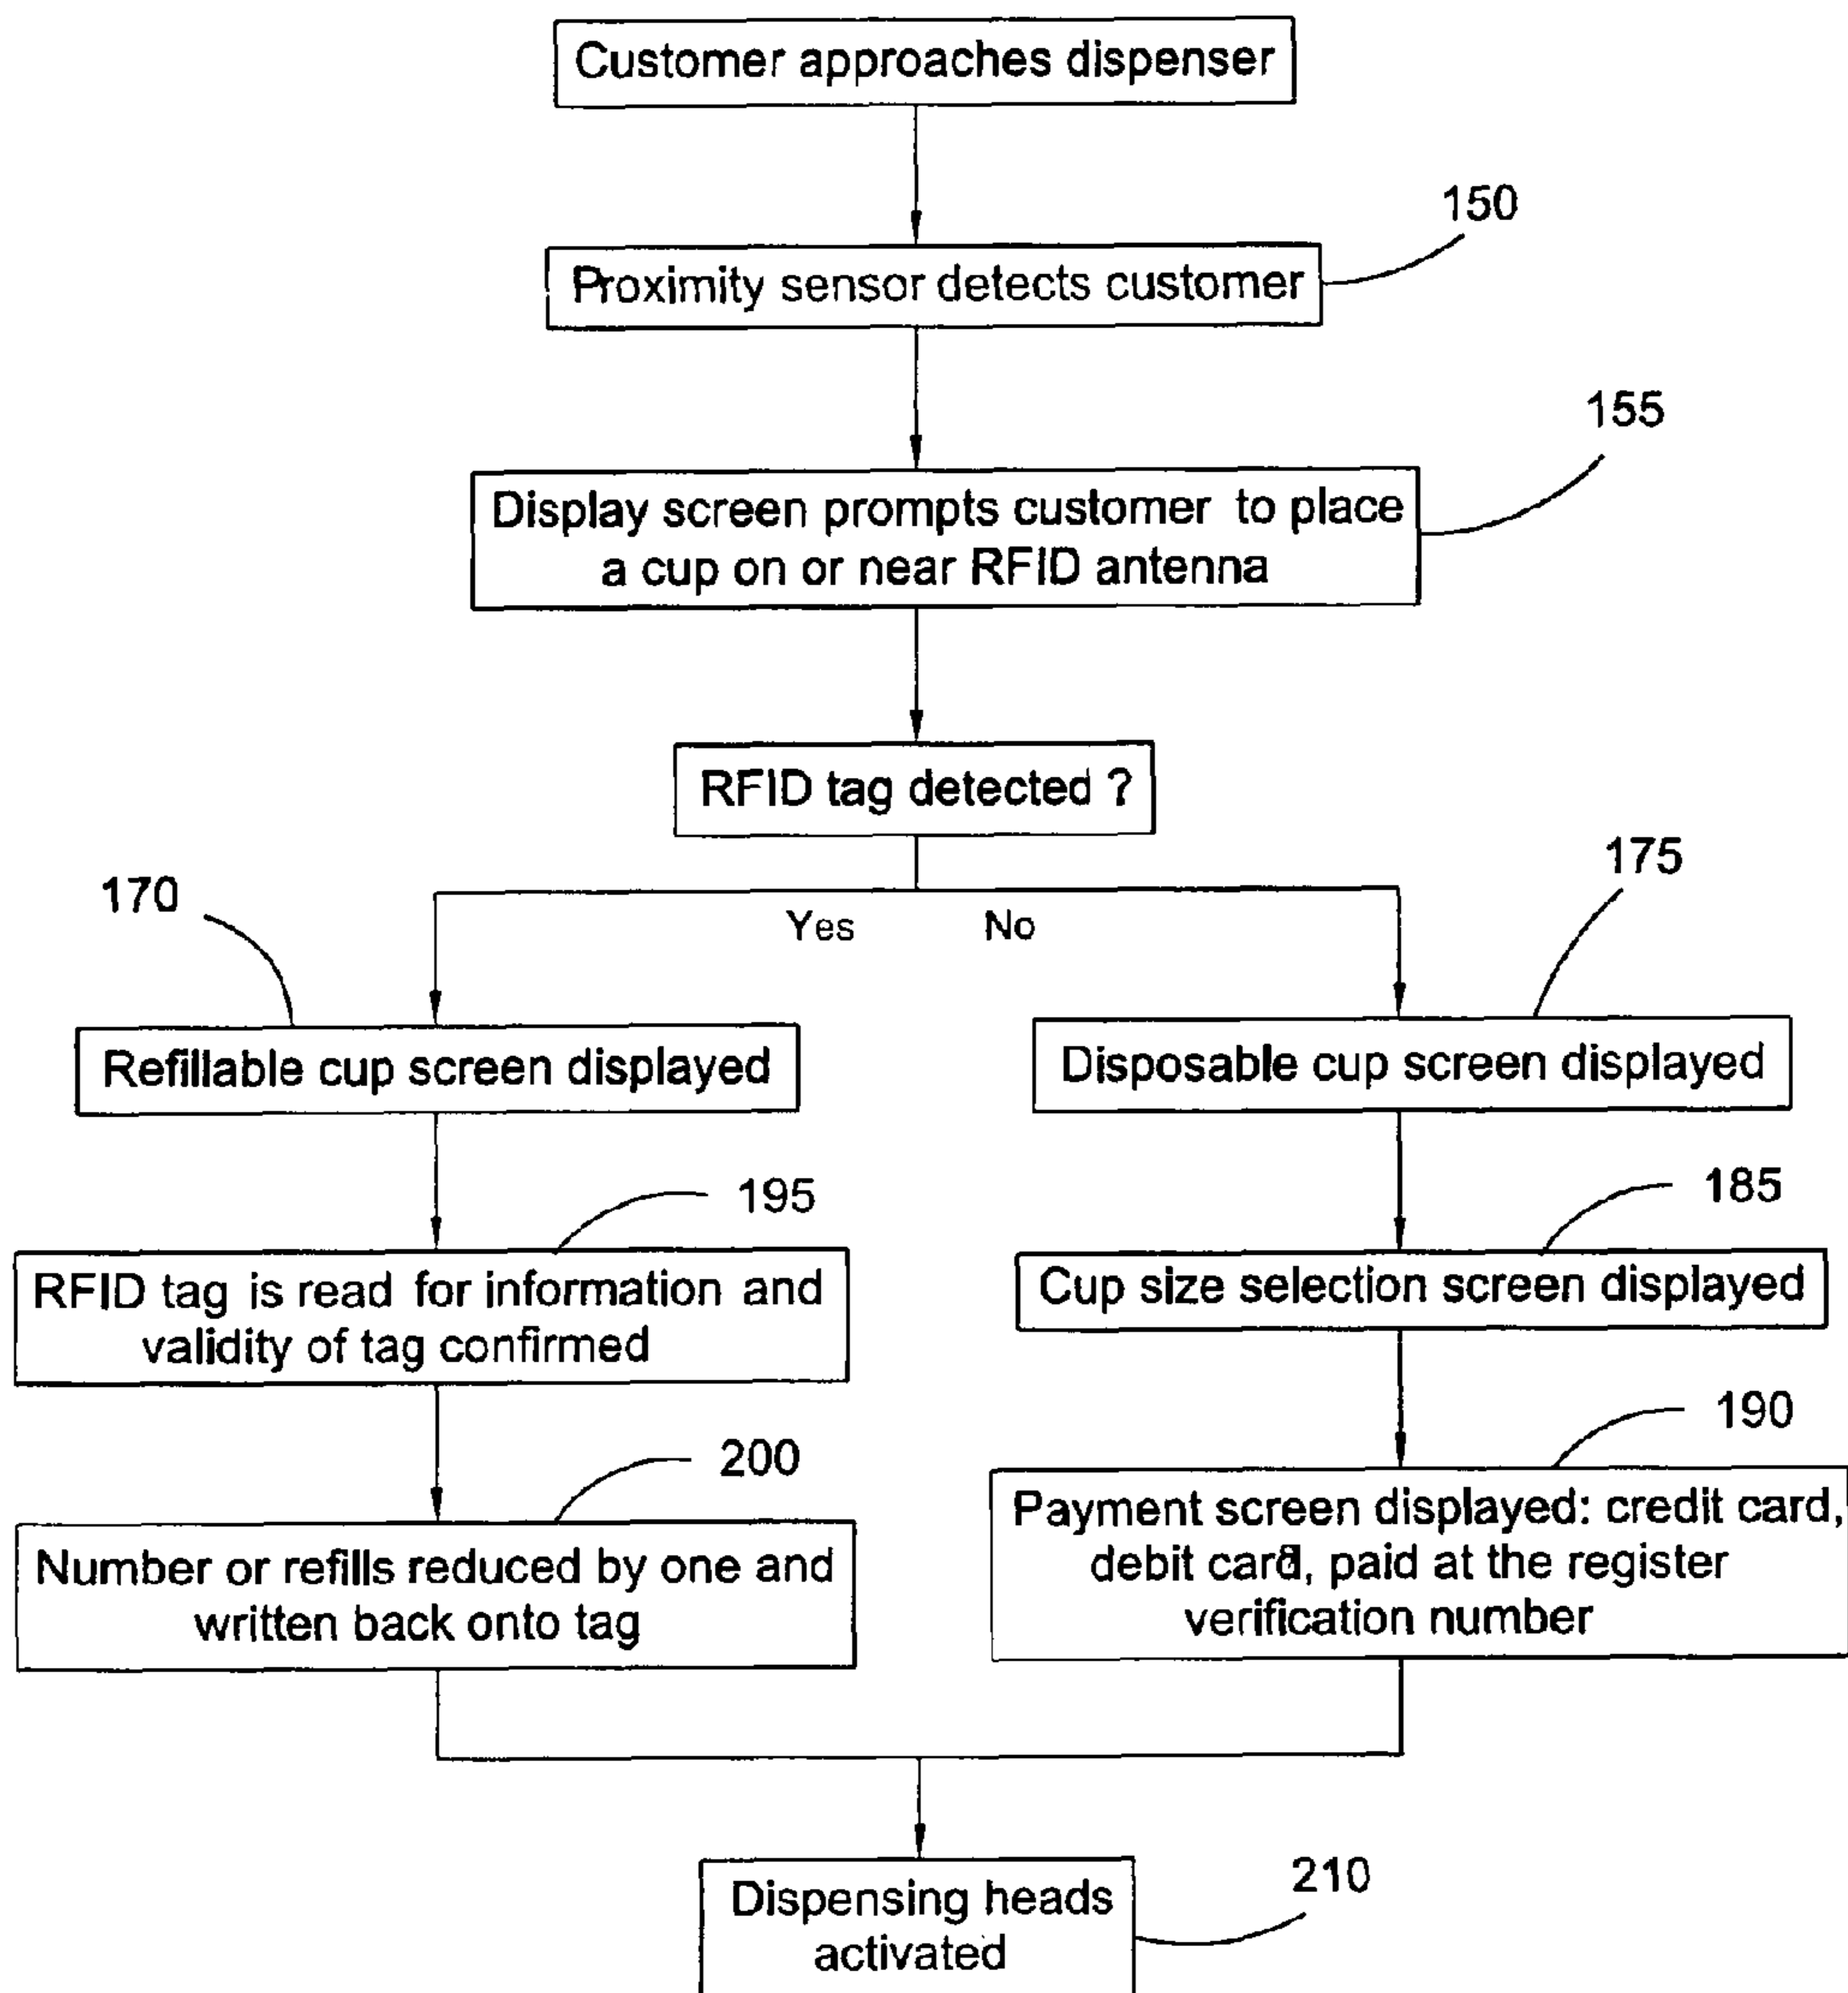 Customer approaches dispenser
150
Proximity sensor detects customer
155
Display screen prompts customer to place
a cup on or near RFID antenna
RFID tag detected ?
Yes
No
170
175
Refillable cup screen displayed
Disposable cup screen displayed
195
185
RFID tag is read for information and
validity of tag confirmed
Cup size selection screen displayed
200
190
Number or refills reduced by one and
written back onto tag
Payment screen displayed: credit card,
debit card, paid at the register
verification number
210
Dispensing heads
activated